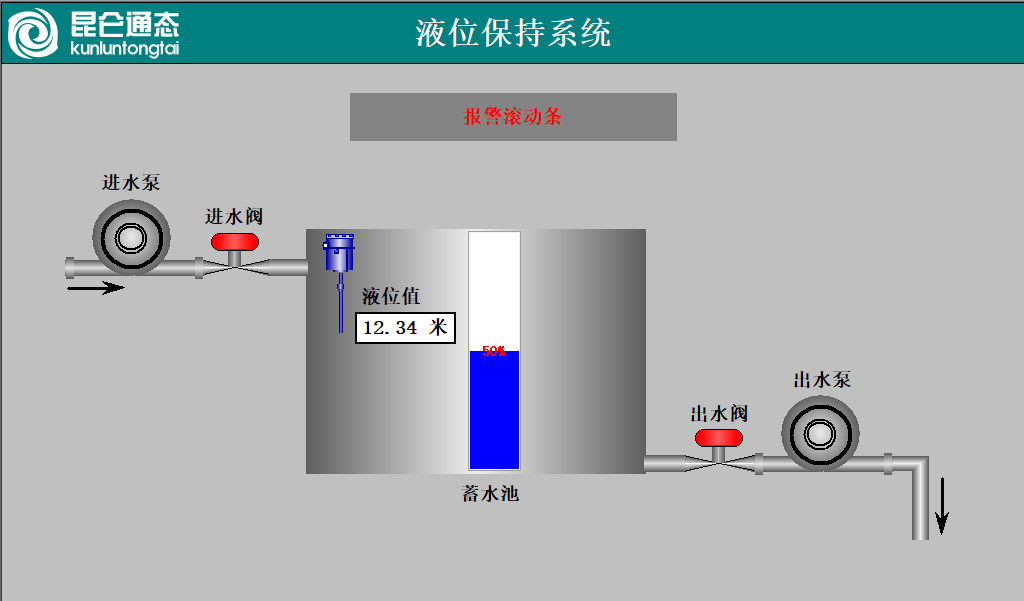 昆仑通态
kunluntongtai
液位保持系统
报警滚动条
进水泵
进水阀
液位值
12.34 米
50%
出水泵
出水阀
蓄水池